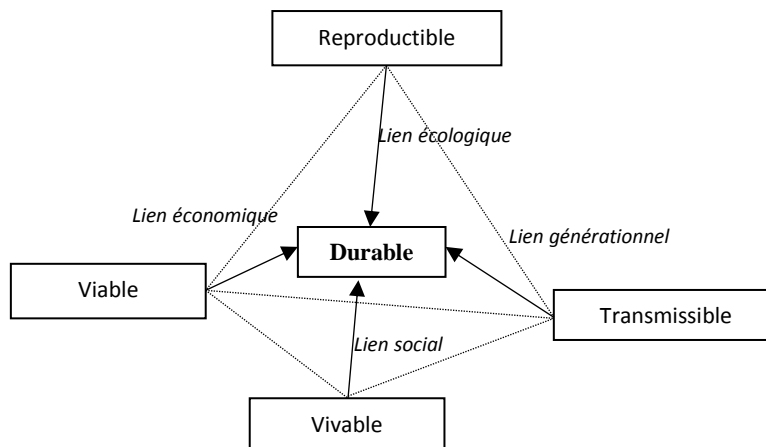 Reproductible
Lien écologique
Lien économique
Durable
Lien générationnel
Viable
Transmissible
Lien social
Vivable